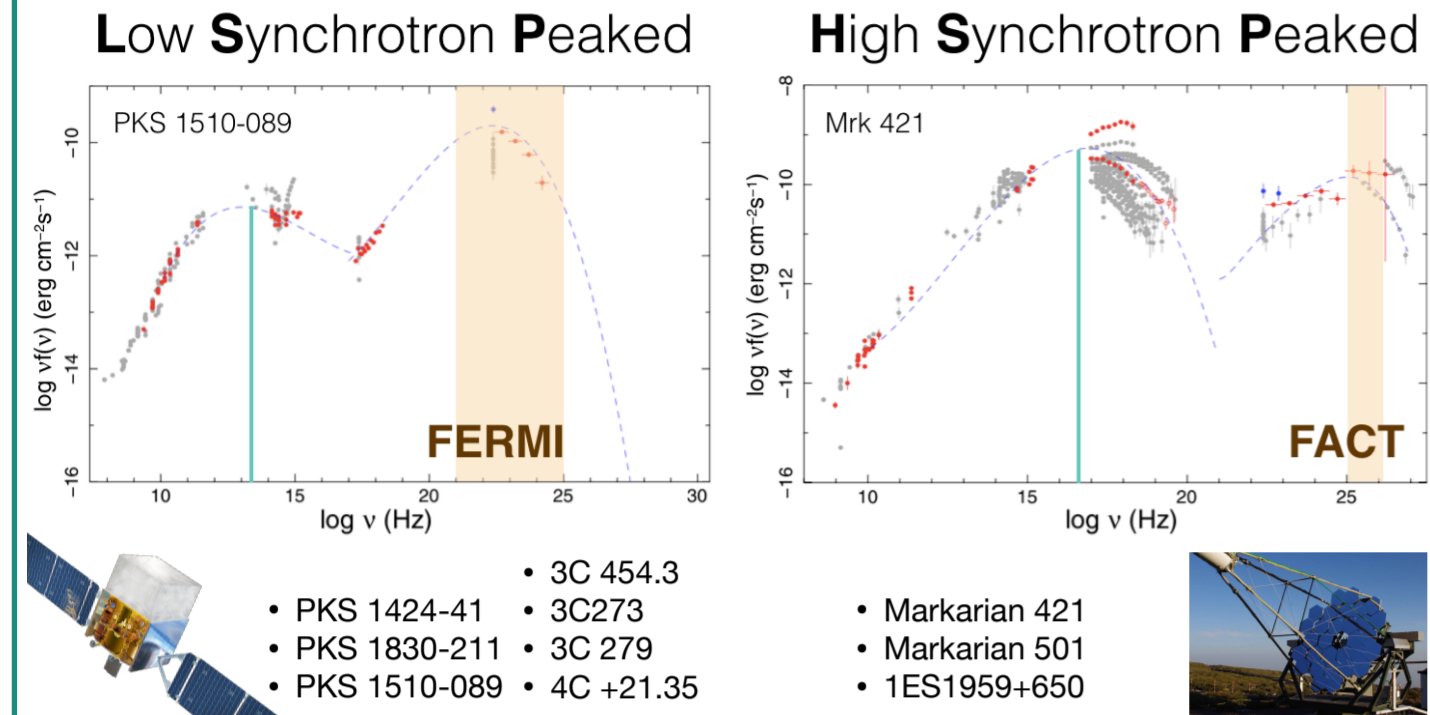 Low Synchrotron Peaked
PKS 1510-089
log νf(ν) (erg cm−2s−1)
−10
−12
−14
−16
FERMI
10 15 20 25 30
log ν (Hz)
High Synchrotron Peaked
Mrk 421
log νf(ν) (erg cm−2s−1)
−8
−10
−12
−14
−16
FACT
10 15 20 25
log ν (Hz)
• PKS 1424-41
• PKS 1830-211
• PKS 1510-089
• 3C 454.3
• 3C273
• 3C 279
• 4C +21.35
• Markarian 421
• Markarian 501
• 1ES1959+650